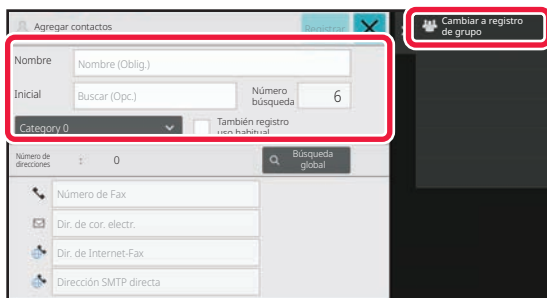 Agregar contactos
Registrar
Cambiar a registro
de grupo
Nombre
Nombre (Oblig.)
Inicial
Buscar (Opc.)
Número
búsqueda
6
Category 0
También registro
uso habitual
Número de
direcciones
:
0
Búsqueda
global
Número de Fax
Dir. de cor. electr.
Dir. de Internet-Fax
Dirección SMTP directa